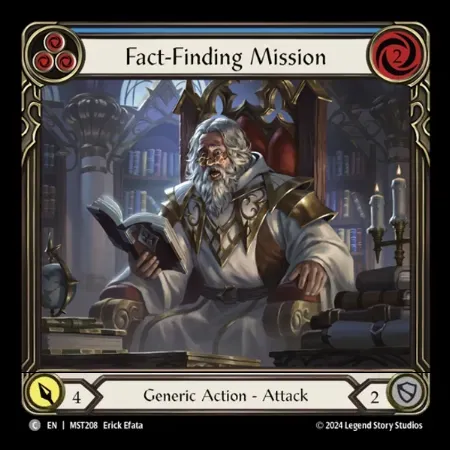 Fact-Finding Mission
2
4
Generic Action - Attack
2
C EN | MST208 Erick Efata
© 2024 Legend Story Studios